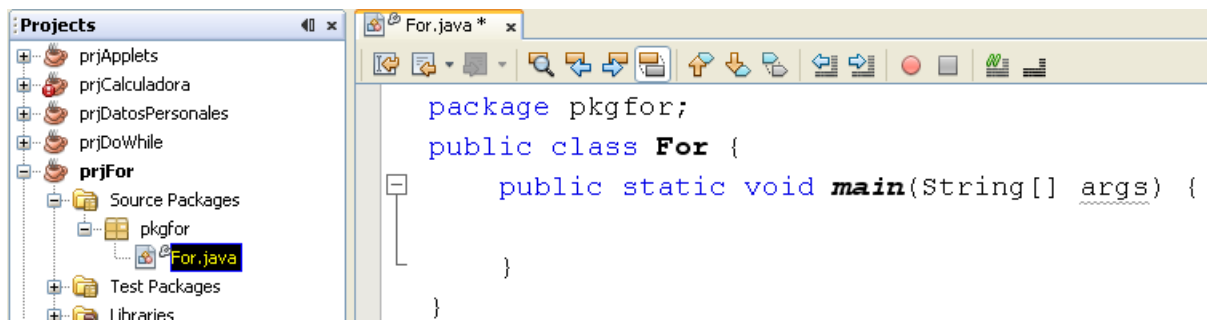 Projects
prjApplets
prjCalculadora
prjDatosPersonales
prjDoWhile
prjFor
Source Packages
pkgfor
For.java
Test Packages
Libraries
For.java *
package pkgfor;
public class For {
public static void main(String[] args) {
}
}